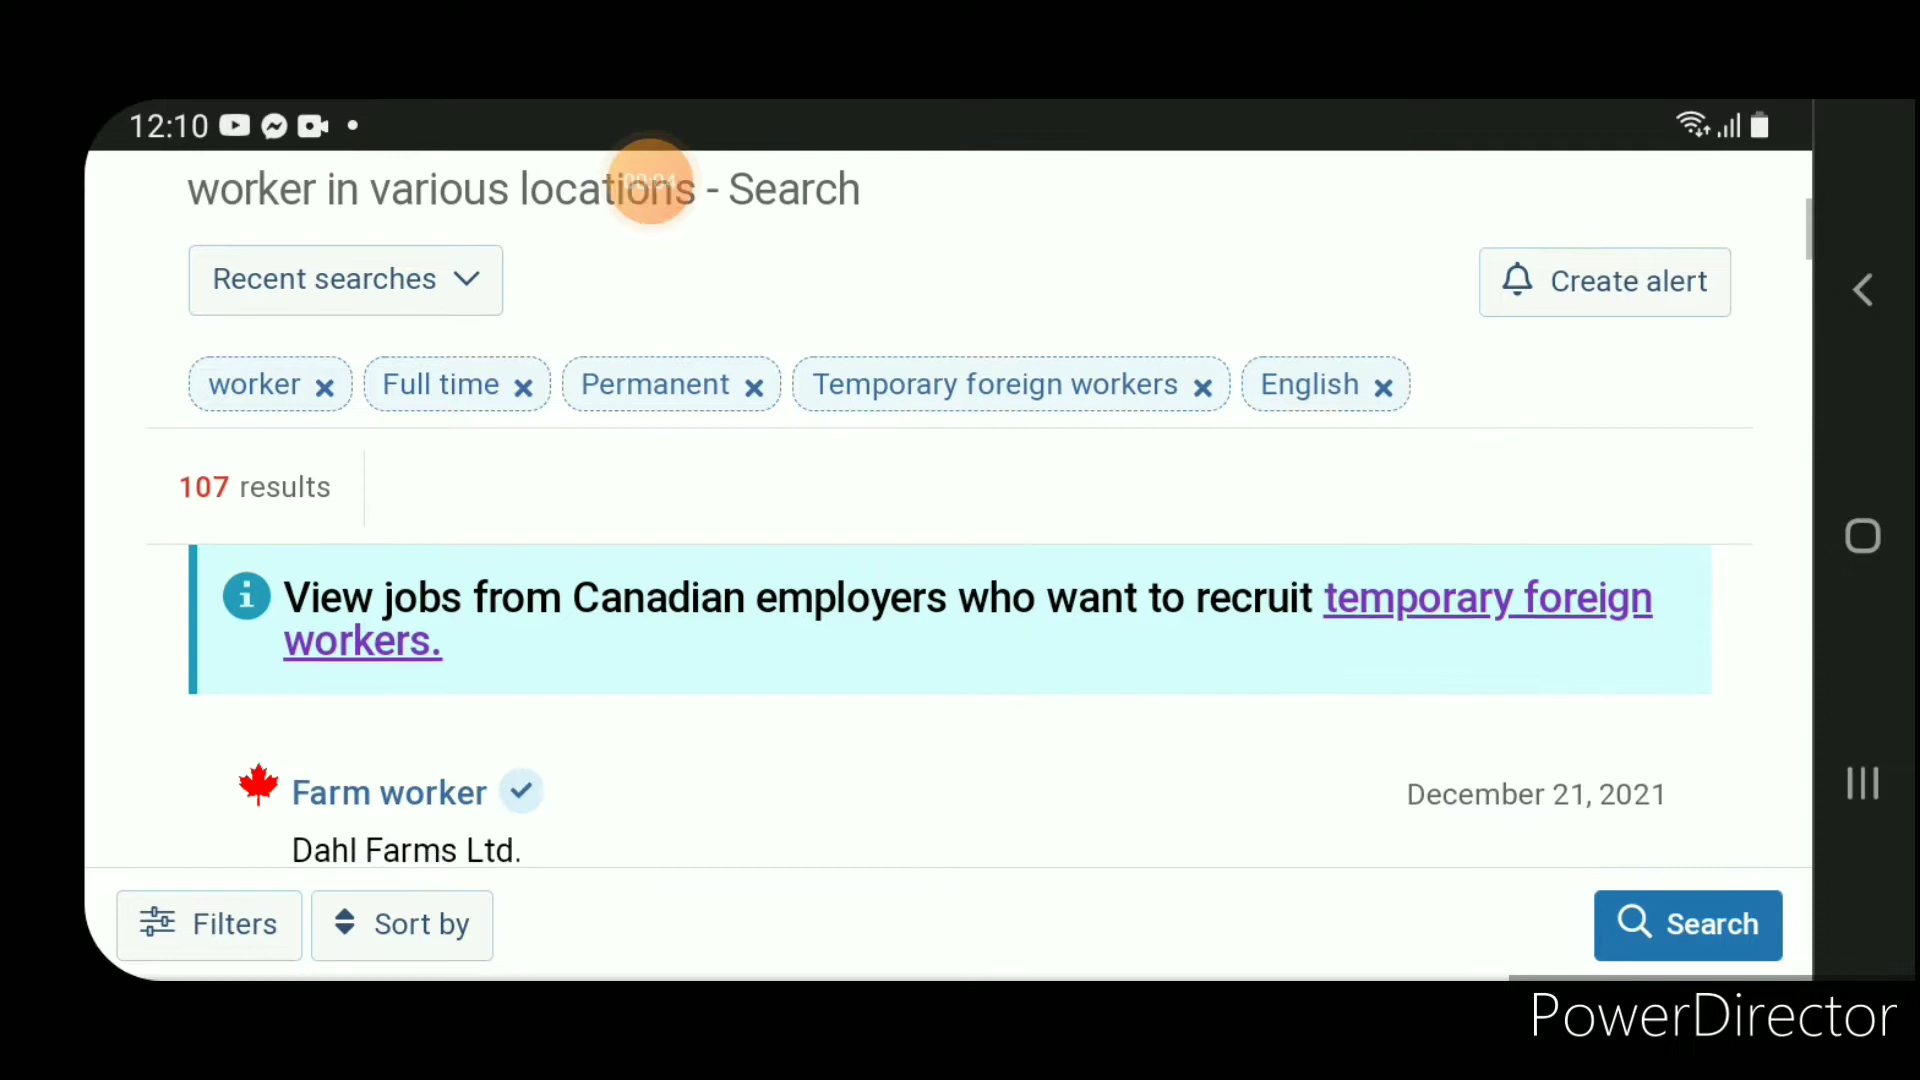 12:10
worker in various locations - Search
00:04
Recent searches
Create alert
worker × Full time × Permanent × Temporary foreign workers × English ×
107 results
View jobs from Canadian employers who want to recruit temporary foreign
workers.
Farm worker
December 21, 2021
Dahl Farms Ltd.
Filters
Sort by
Search
PowerDirector